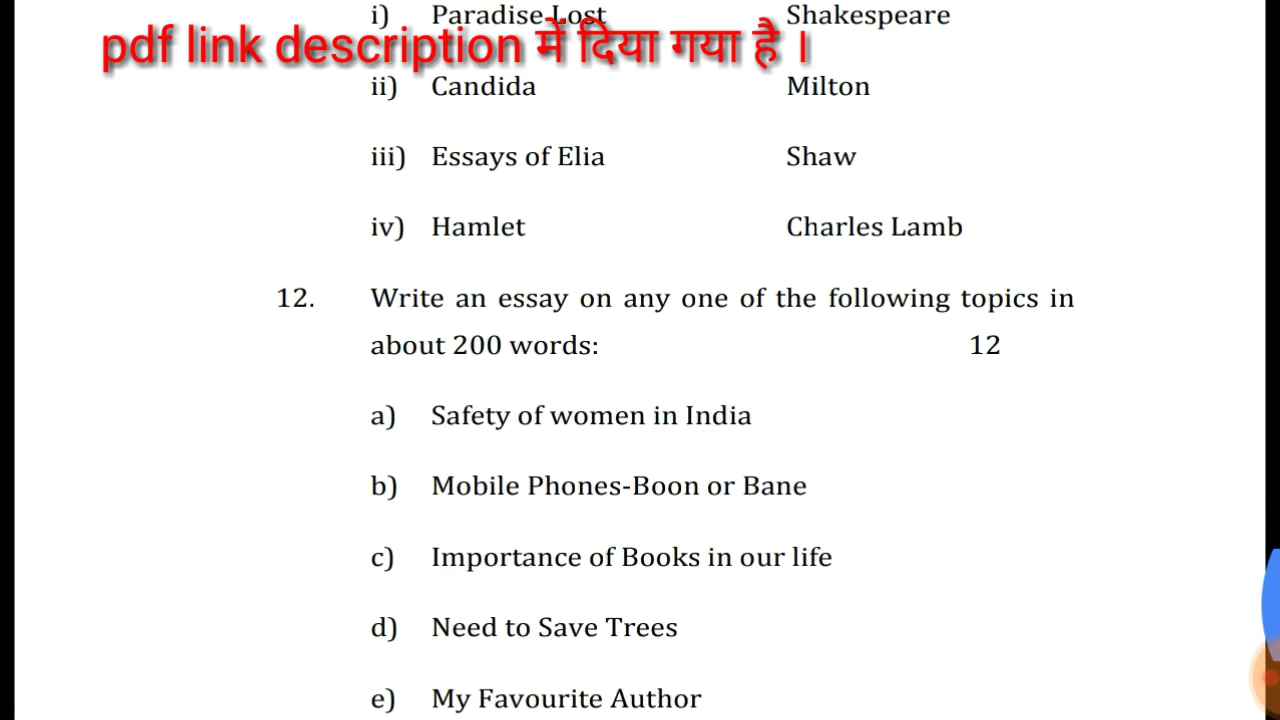 i) Paradise Lost Shakespeare
pdf link description में दिया गया है ।
ii) Candida Milton
iii) Essays of Elia Shaw
iv) Hamlet Charles Lamb
12. Write an essay on any one of the following topics in
about 200 words: 12
a) Safety of women in India
b) Mobile Phones-Boon or Bane
c) Importance of Books in our life
d) Need to Save Trees
e) My Favourite Author